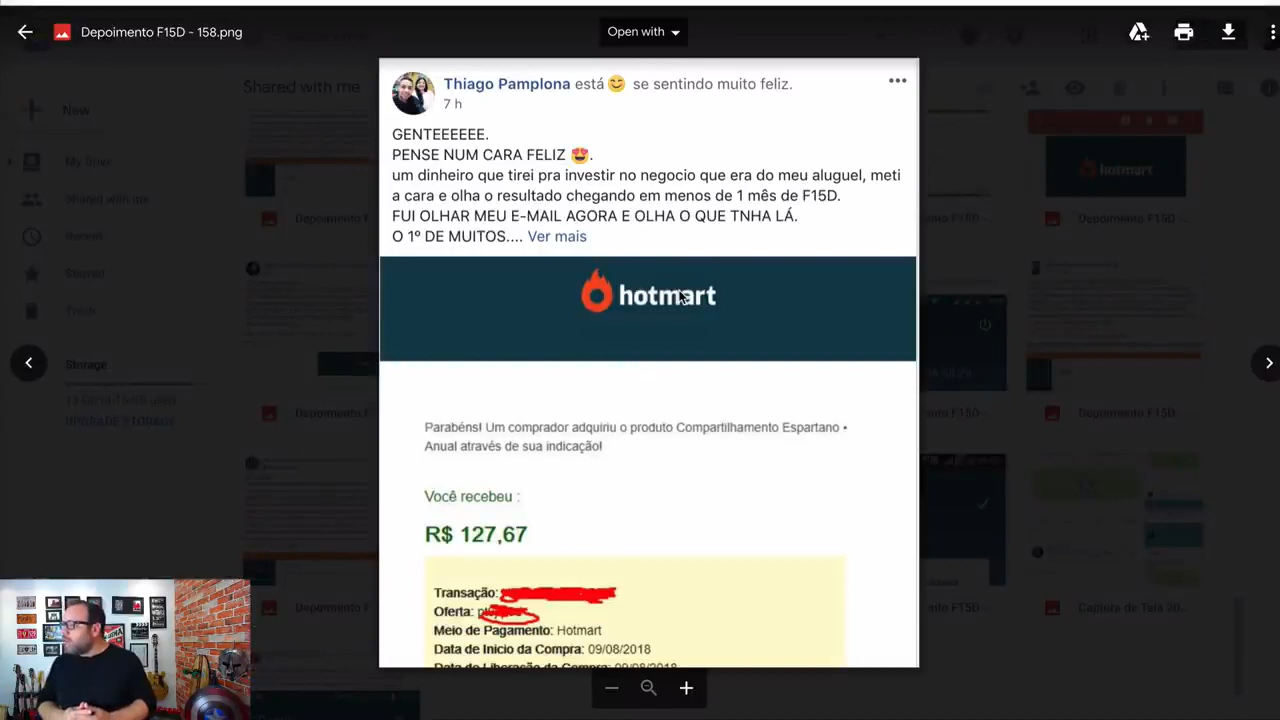 Depoimento F15D - 158.png
Open with
Shared with me
New
My Drive
Shared with me
Recent
Starred
Trash
Storage
UPGRADE STORAGE
Thiago Pamplona está 😊 se sentindo muito feliz.
7 h
GENTEEEEEE.
PENSE NUM CARA FELIZ 😍.
um dinheiro que tirei pra investir no negocio que era do meu aluguel, meti
a cara e olha o resultado chegando em menos de 1 mês de F15D.
FUI OLHAR MEU E-MAIL AGORA E OLHA O QUE TNHA LÁ.
O 1º DE MUITOS.... Ver mais
hotmart
Parabéns! Um comprador adquiriu o produto Compartilhamento Espartano •
Anual através de sua indicação!
Você recebeu :
R$ 127,67
Transação:
Oferta:
Meio de Pagamento: Hotmart
Data de Inicio da Compra: 09/08/2018
Data de Liberação da Compra: 09/08/2018
hotmart
Depoimento F
Depoimento F15D
Depoimento F
ento F15D -
Depoimento F15D -
Depoimento F
nto F15D -
Captura de Tela 20...